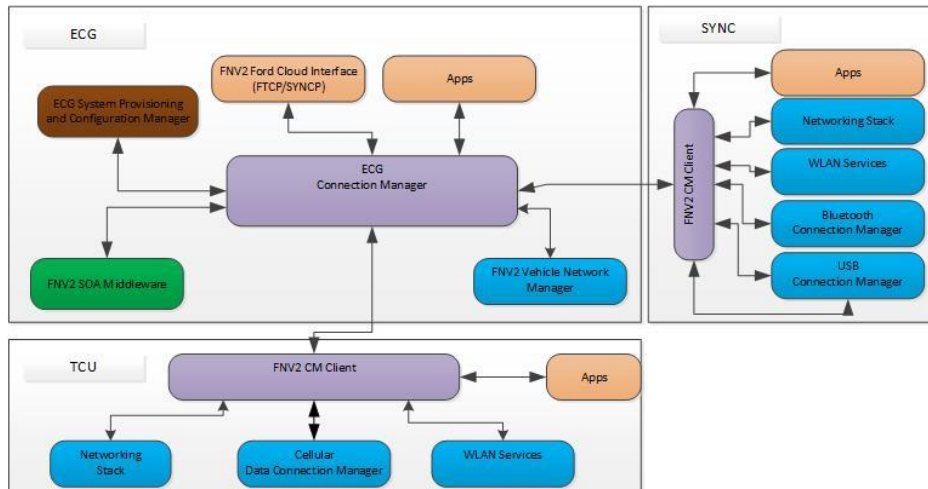 ECG
FNV2 Ford Cloud Interface
(FTCP/SYNCP)
Apps
ECG System Provisioning
and Configuration Manager
ECG
Connection Manager
FNV2 SOA Middleware
FNV2 Vehicle Network
Manager
SYNC
Apps
Networking Stack
WLAN Services
Bluetooth
Connection Manager
USB
Connection Manager
FNV2 CM Client
TCU
FNV2 CM Client
Apps
Networking
Stack
Cellular
Data Connection Manager
WLAN Services